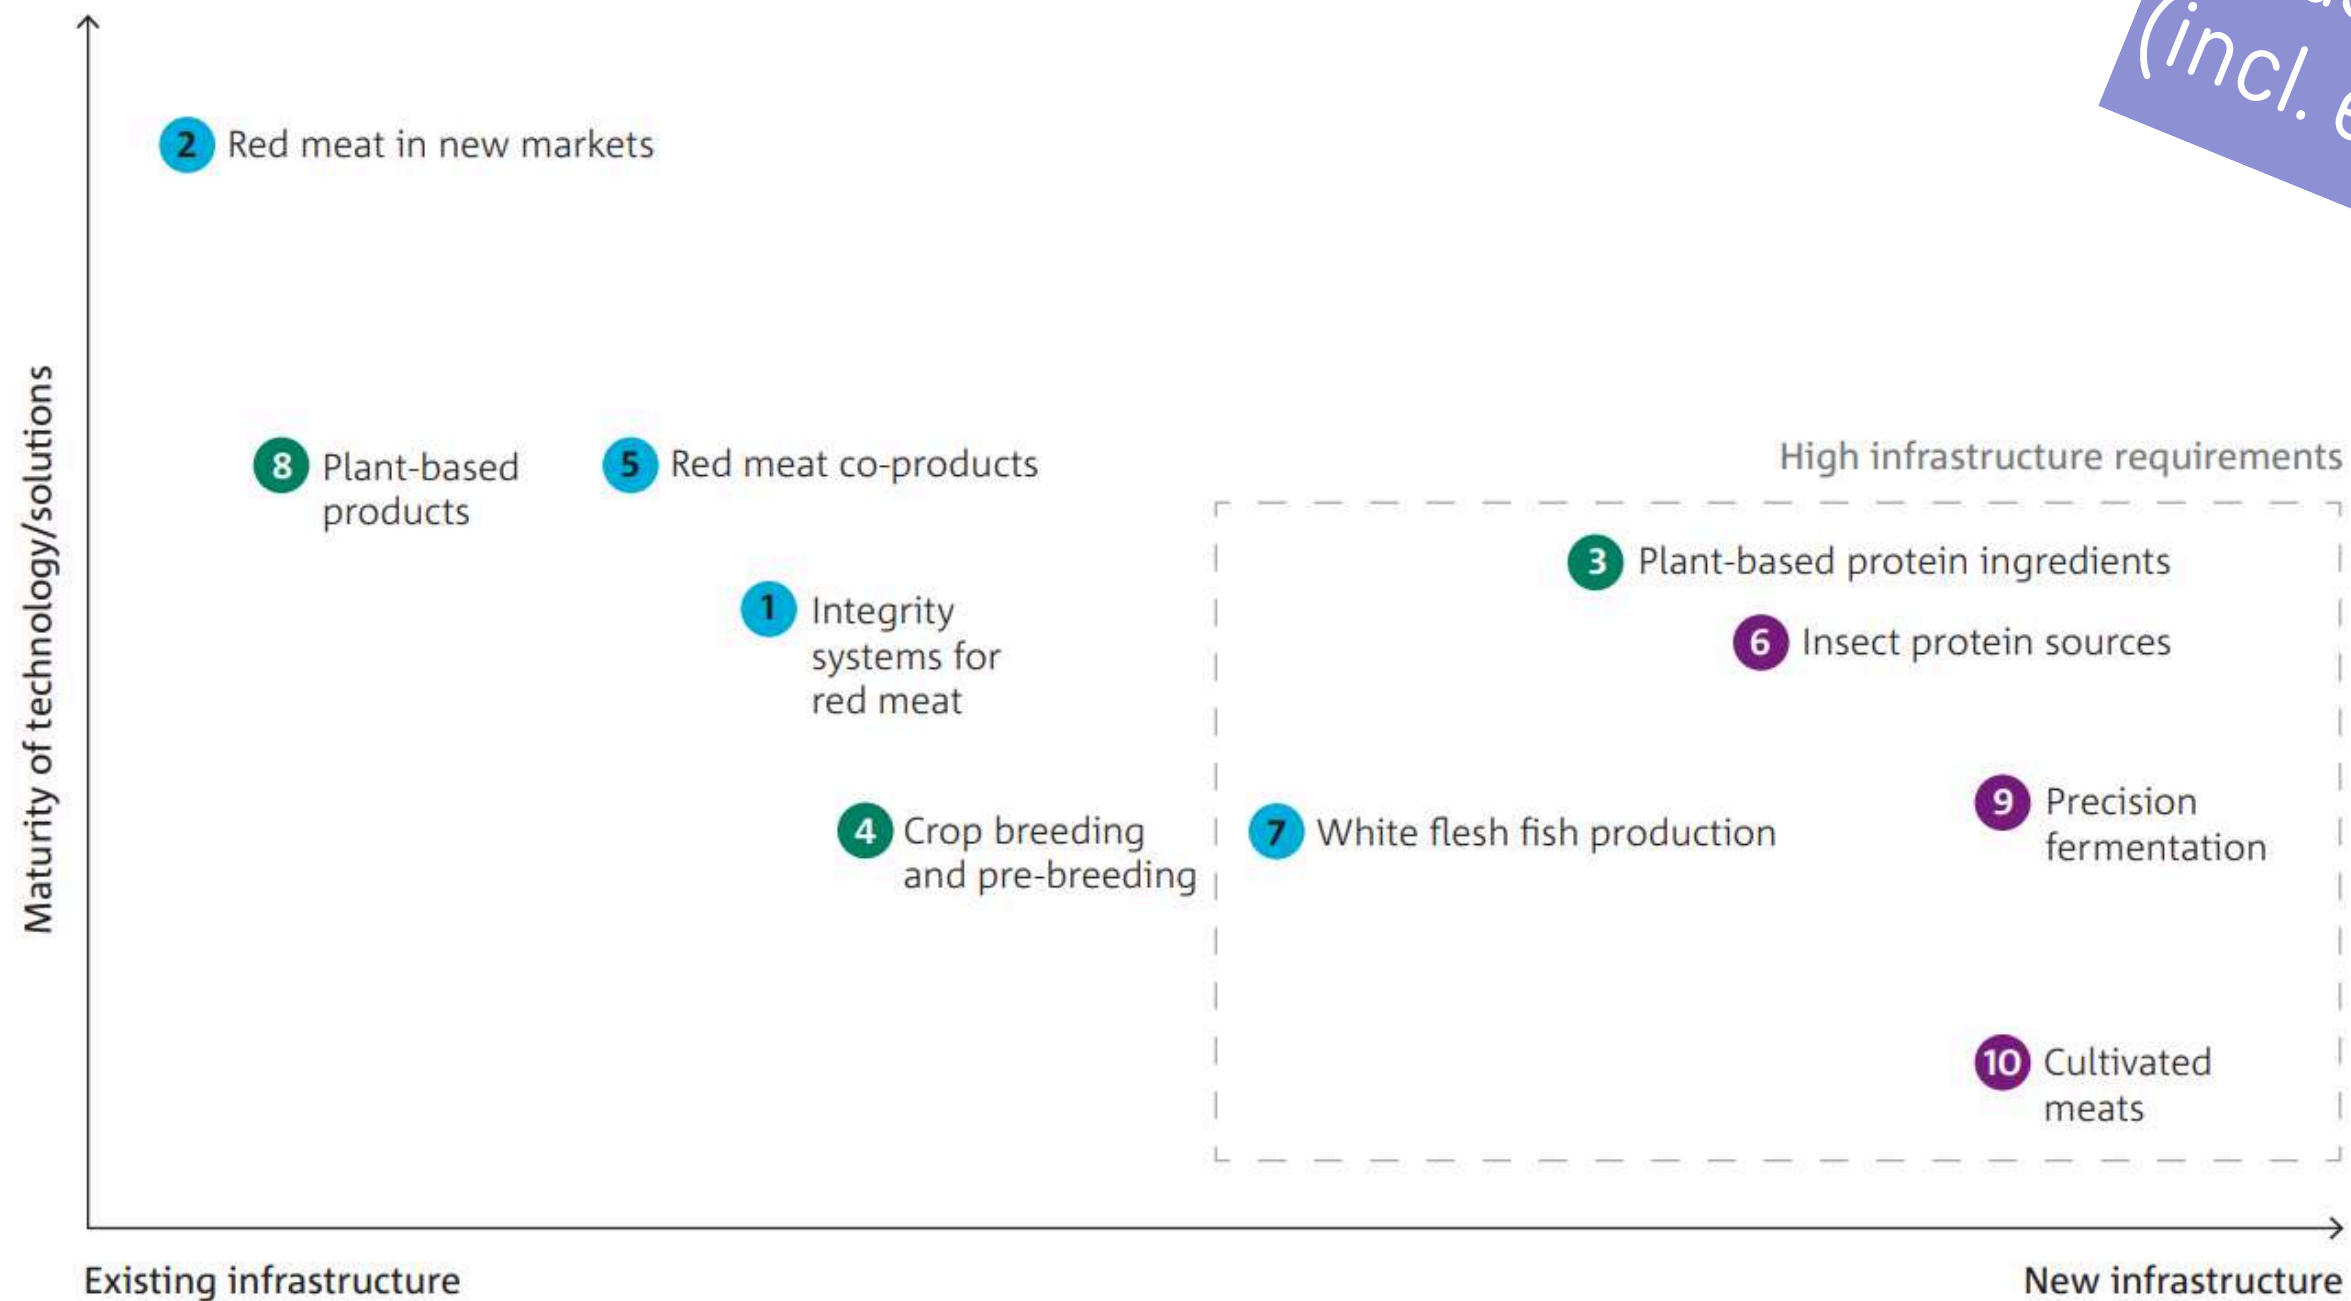 (incl.
2 Red meat in new markets
8 Plant-based
products
5 Red meat co-products
High infrastructure requirements
3 Plant-based protein ingredients
1 Integrity
systems for
red meat
6 Insect protein sources
9 Precision
fermentation
4 Crop breeding
and pre-breeding
7 White flesh fish production
10 Cultivated
meats
Maturity of technology/solutions
Existing infrastructure
New infrastructure